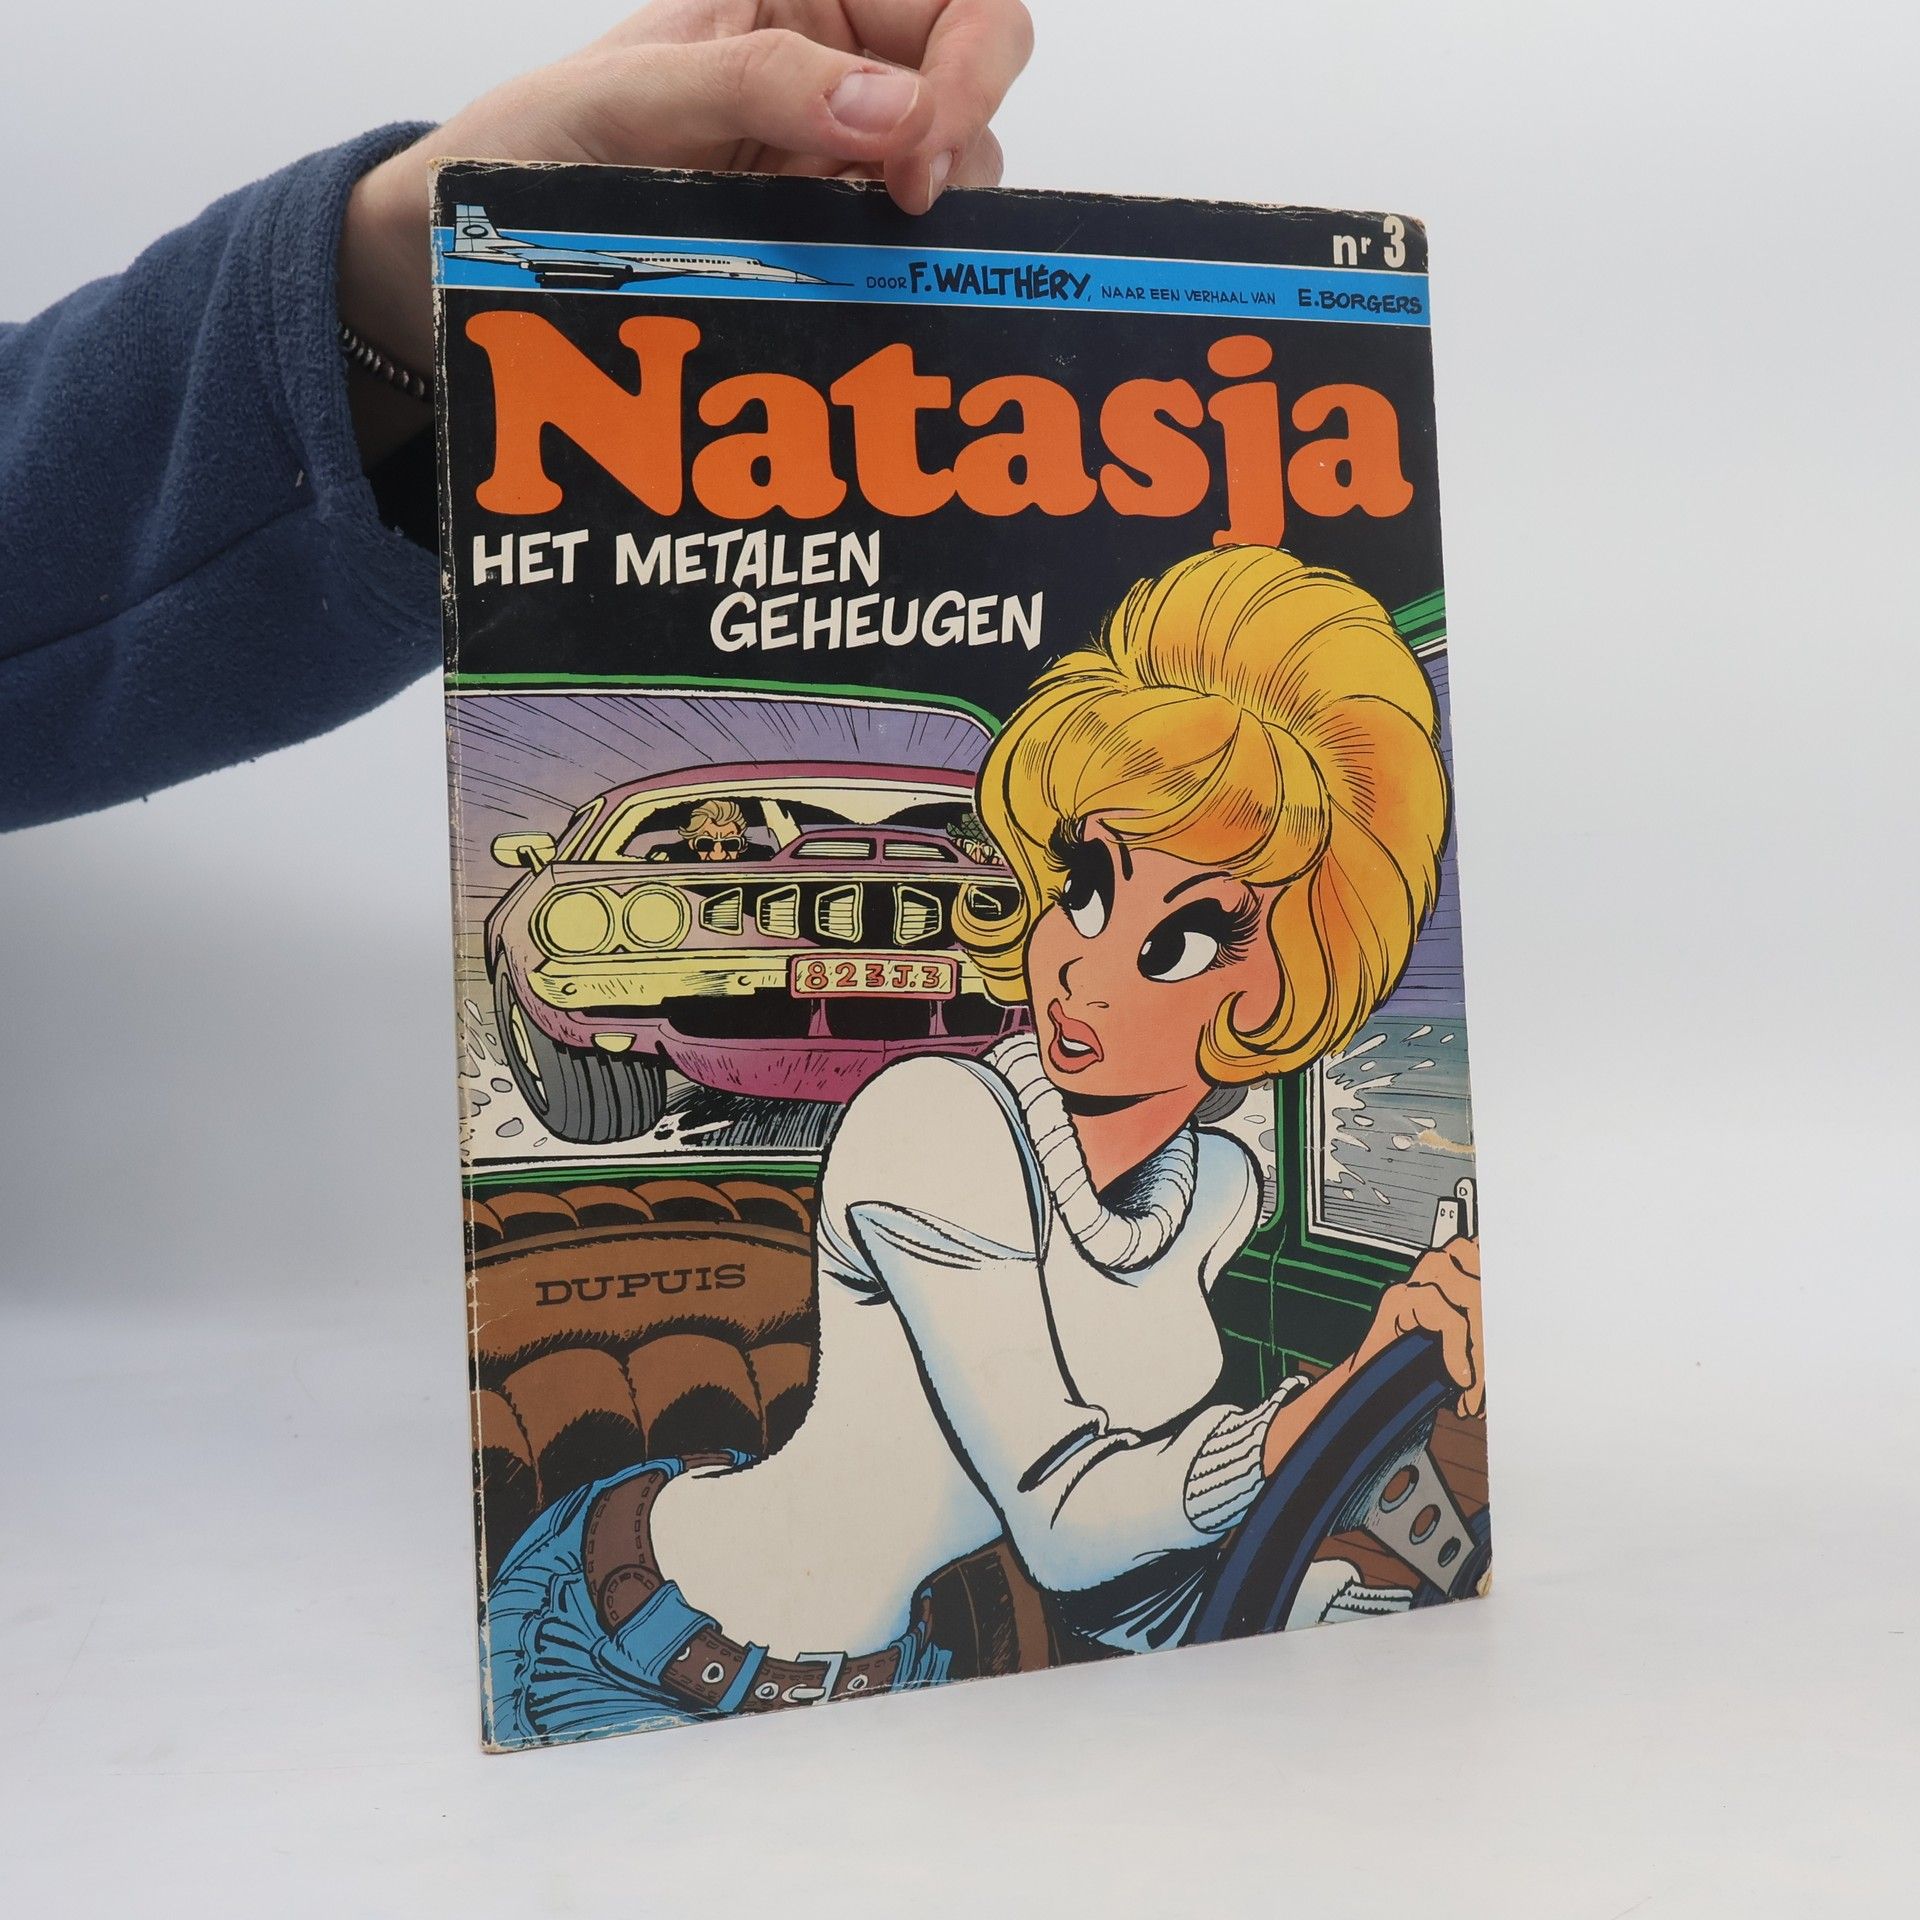 nr 3
DOOR F. WALTHÉRY, NAAR EEN VERHAAL VAN E. BORGERS
Natasja
HET METALEN
GEHEUGEN
823J.3
DUPUIS